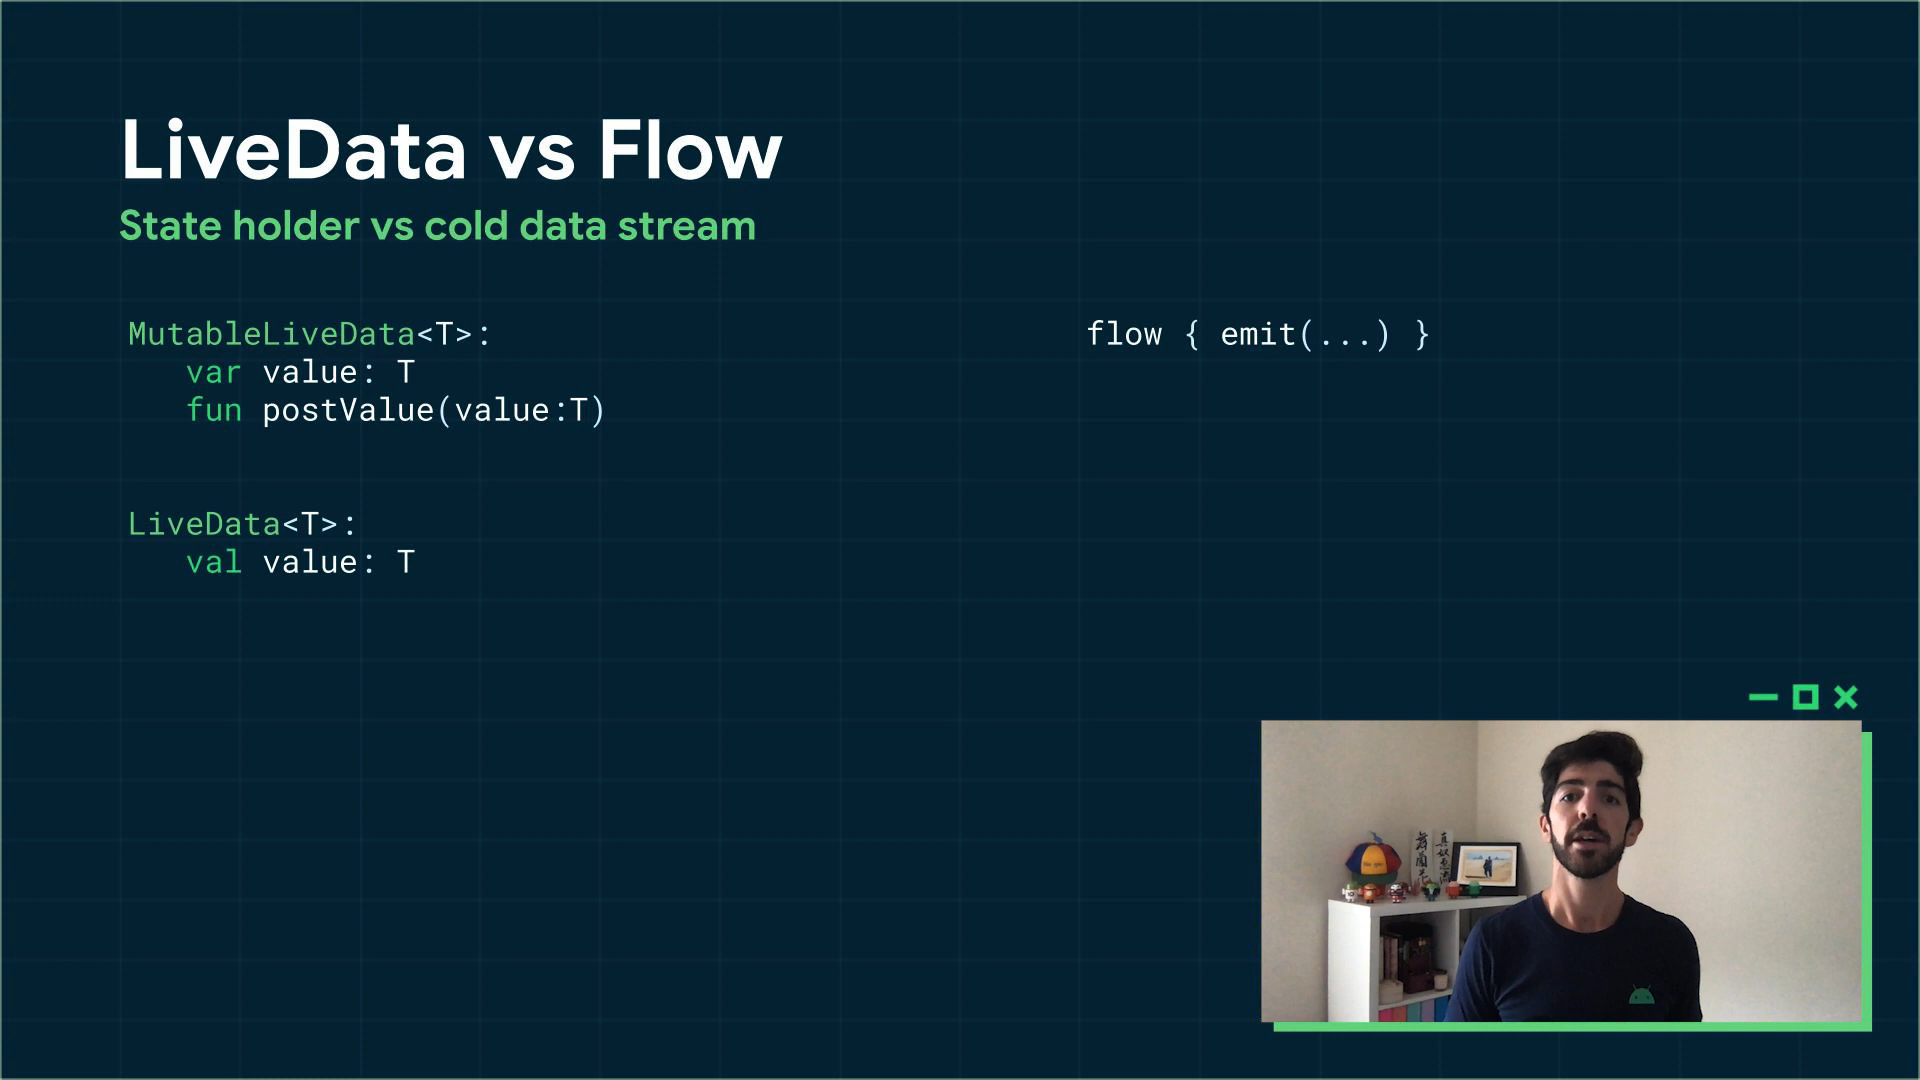 LiveData vs Flow
State holder vs cold data stream
MutableLiveData<T>:
var value: T
fun postValue(value:T)
LiveData<T>:
val value: T
flow { emit(...) }